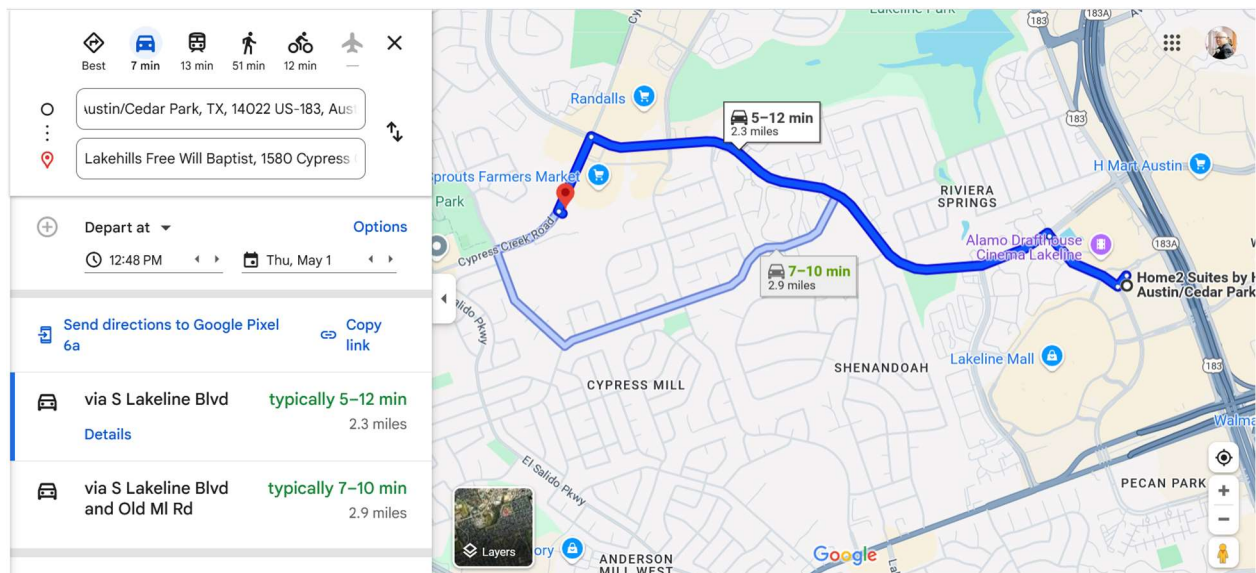 Best
7 min
13 min
51 min
12 min
—
ustin/Cedar Park, TX, 14022 US-183, Aus
Lakehills Free Will Baptist, 1580 Cypress
Depart at
Options
12:48 PM
Thu, May 1
Send directions to Google Pixel
6a
Copy
link
via S Lakeline Blvd
typically 5–12 min
2.3 miles
Details
via S Lakeline Blvd
and Old Ml Rd
typically 7–10 min
2.9 miles
Lakeline Park
183
183A
Randalls
5–12 min
2.3 miles
183
H Mart Austin
Sprouts Farmers Market
Park
RIVIERA
SPRINGS
Cypress Creek Road
Alamo Drafthouse
Cinema Lakeline
183A
7–10 min
2.9 miles
Home2 Suites by H
Austin/Cedar Park
alido Pkwy
Lakeline Mall
SHENANDOAH
183
CYPRESS MILL
Walma
El Salido Pkwy
PECAN PARK
Layers
ory
Google
ANDERSON
MILL WEST